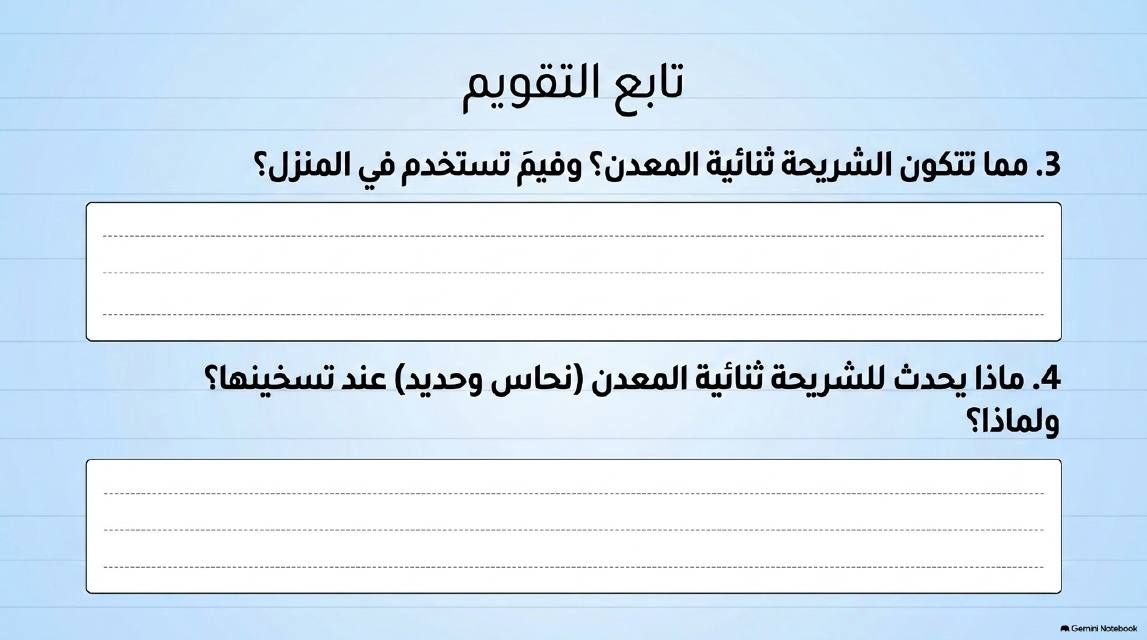 تابع التقويم
3. مما تتكون الشريحة ثنائية المعدن؟ وفيمَ تستخدم في المنزل؟
4. ماذا يحدث للشريحة ثنائية المعدن (نحاس وحديد) عند تسخينها؟
ولماذا؟
Gemini Notebook